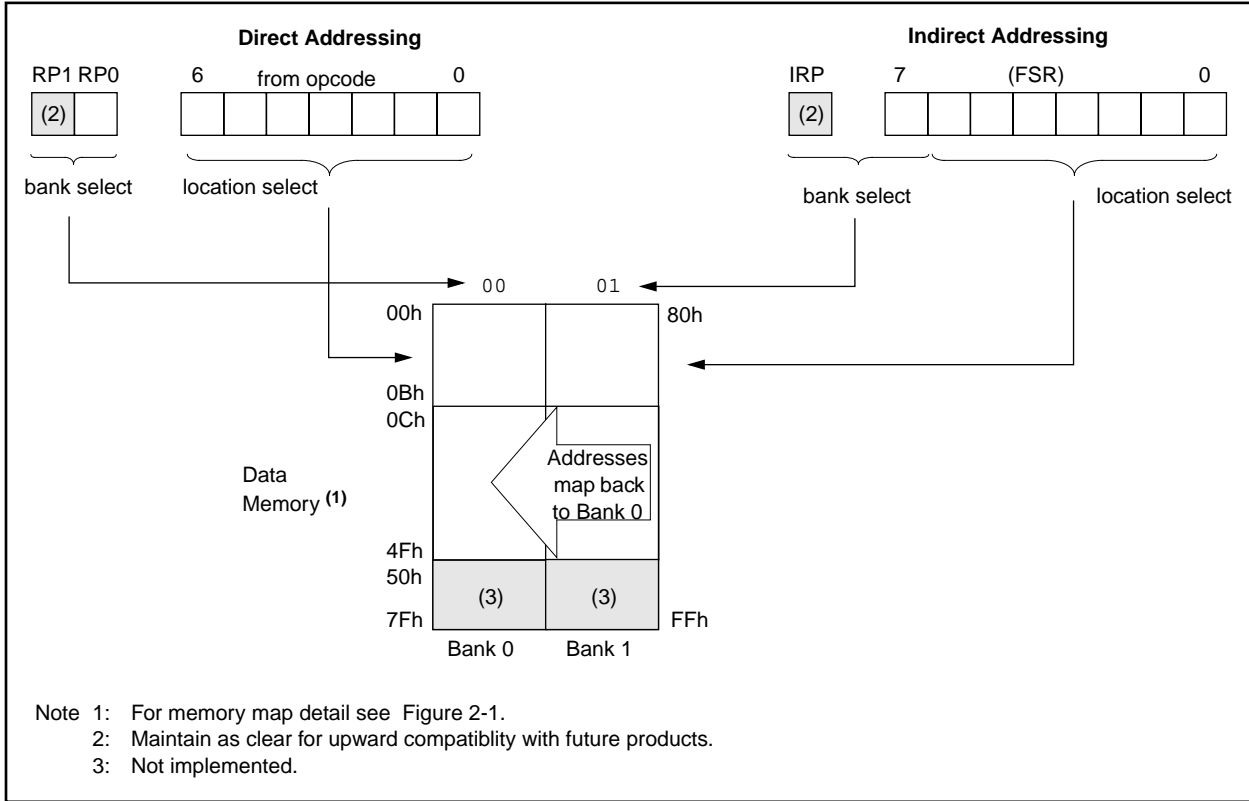 Direct Addressing
RP1 RP0
6 from opcode 0
(2)
bank select
location select
Indirect Addressing
IRP
7 (FSR) 0
(2)
bank select
location select
00 01
00h
80h
0Bh
0Ch
Data
Memory (1)
Addresses
map back
to Bank 0
4Fh
50h
(3) (3)
7Fh
FFh
Bank 0 Bank 1
Note 1: For memory map detail see Figure 2-1.
2: Maintain as clear for upward compatiblity with future products.
3: Not implemented.